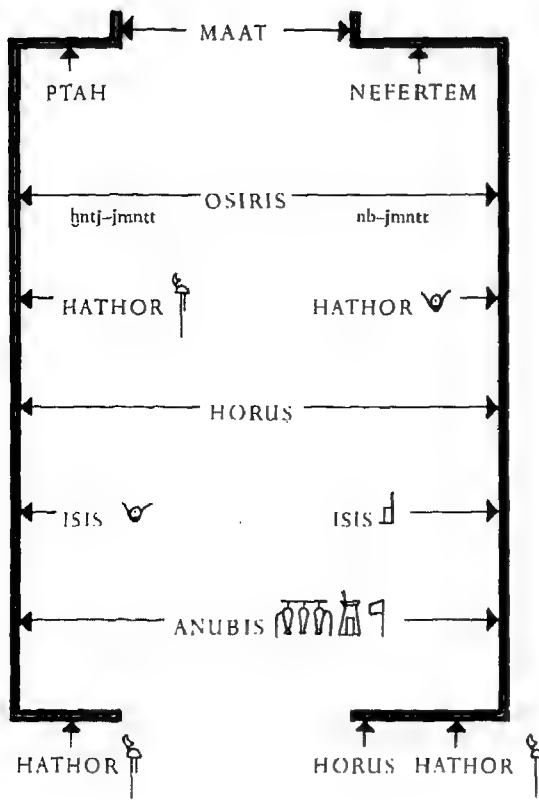 MAAT
PTAH NEFERTEM
OSIRIS
ḫntj-jmntt nb-jmntt
HATHOR HATHOR
HORUS
ISIS ISIS
ANUBIS
HATHOR HORUS HATHOR